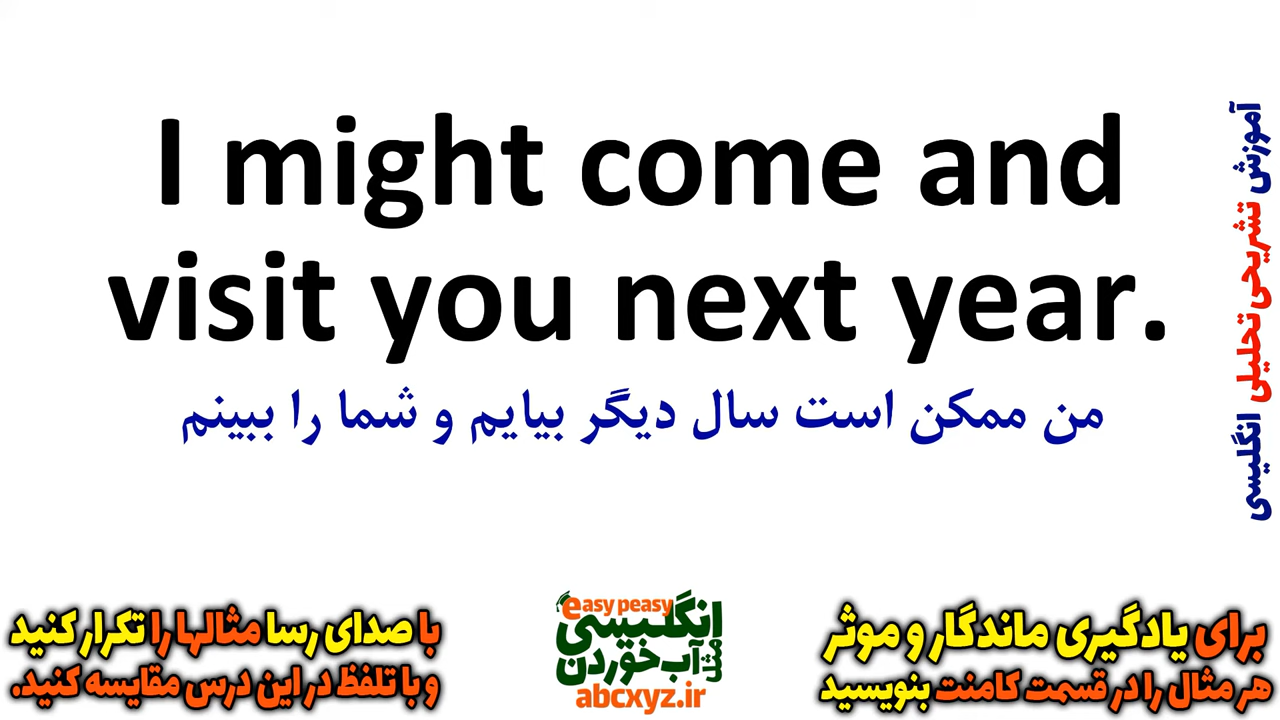 I might come and
visit you next year.
من ممکن است سال دیگر بیایم و شما را ببینم
آموزش تشریحی تحلیلی انگلیسی
برای یادگیری ماندگار و موثر
هر مثال را در قسمت کامنت بنویسید
easy peasy
انگلیسی
مثل آب خوردن
abcxyz.ir
با صدای رسا مثالها را تکرار کنید
و با تلفظ در این درس مقایسه کنید.